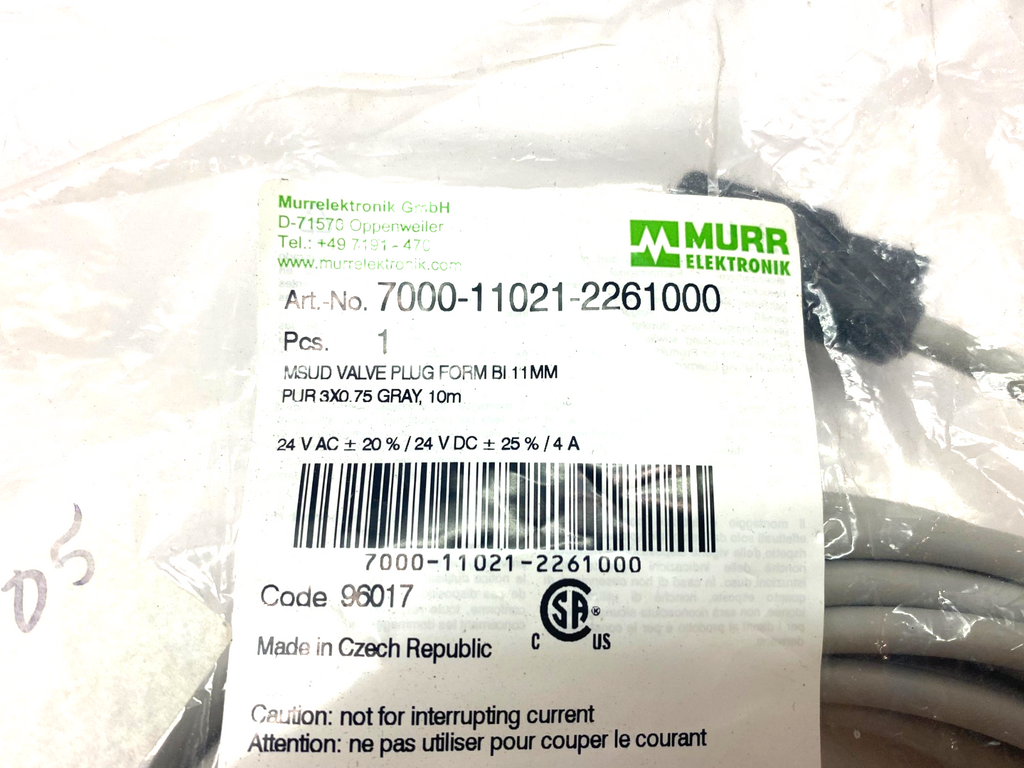 Murrelektronik GmbH
D-71570 Oppenweiler
Tel.: +49 7191 - 470
www.murrelektronik.com
MURR
ELEKTRONIK
Art.-No. 7000-11021-2261000
Pcs. 1
MSUD VALVE PLUG FORM BI 11MM
PUR 3X0.75 GRAY, 10m
24 V AC ± 20 % / 24 V DC ± 25 % / 4 A
7000-11021-2261000
Code 96017
SA ®
C US
Made in Czech Republic
Caution: not for interrupting current
Attention: ne pas utiliser pour couper le courant